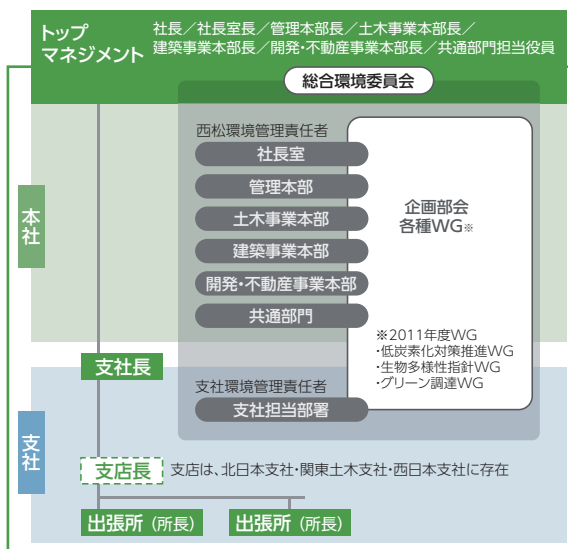 トップ
マネジメント
社長／社長室長／管理本部長／土木事業本部長／
建築事業本部長／開発・不動産事業本部長／共通部門担当役員
総合環境委員会
西松環境管理責任者
社長室
管理本部
土木事業本部
建築事業本部
開発・不動産事業本部
共通部門
企画部会
各種WG※
※2011年度WG
・低炭素化対策推進WG
・生物多様性指針WG
・グリーン調達WG
本社
支社長
支社環境管理責任者
支社担当部署
支社
支店長
支店は、北日本支社・関東土木支社・西日本支社に存在
出張所（所長）
出張所（所長）